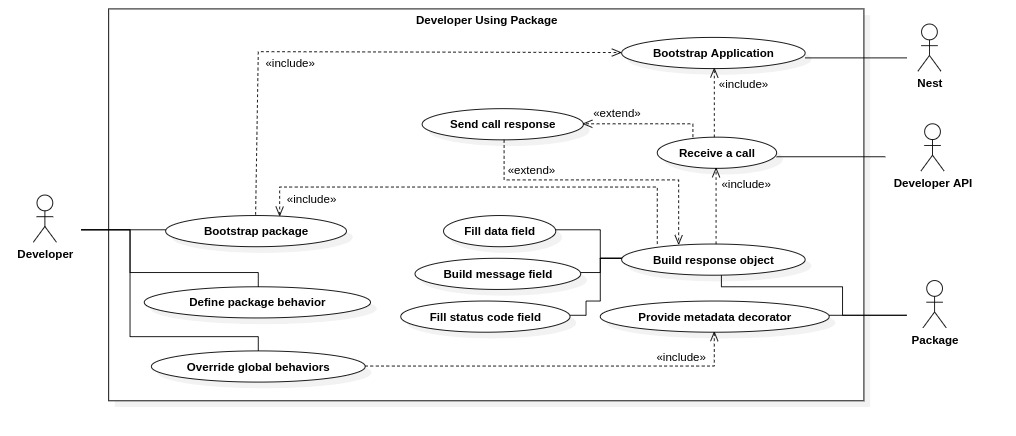 Developer Using Package
Bootstrap Application
«include»
Nest
«include»
«extend»
Send call response
Receive a call
Developer API
«extend»
«include»
«include»
Bootstrap package
Fill data field
Developer
Build response object
Build message field
Define package behavior
Fill status code field
Provide metadata decorator
Package
«include»
Override global behaviors